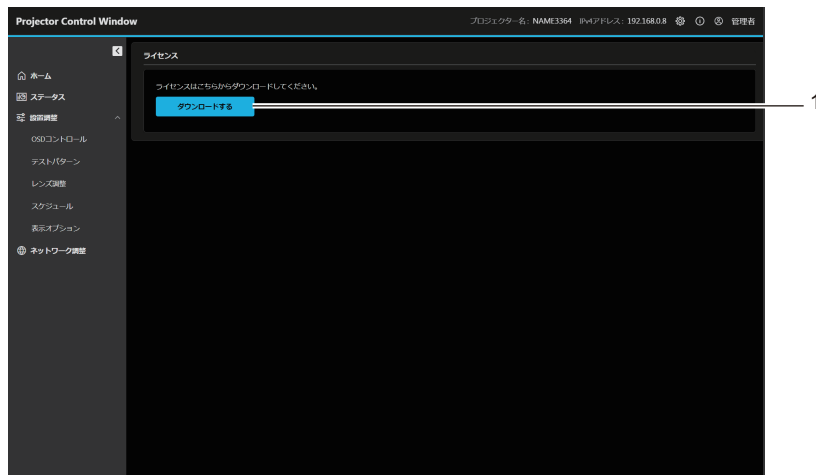 Projector Control Window
プロジェクター名: NAME3364 IPv4アドレス: 192.168.0.8 管理者
ライセンス
ライセンスはこちらからダウンロードしてください。
ダウンロードする
1
ホーム
ステータス
設置調整
OSDコントロール
テストパターン
レンズ調整
スケジュール
表示オプション
ネットワーク調整